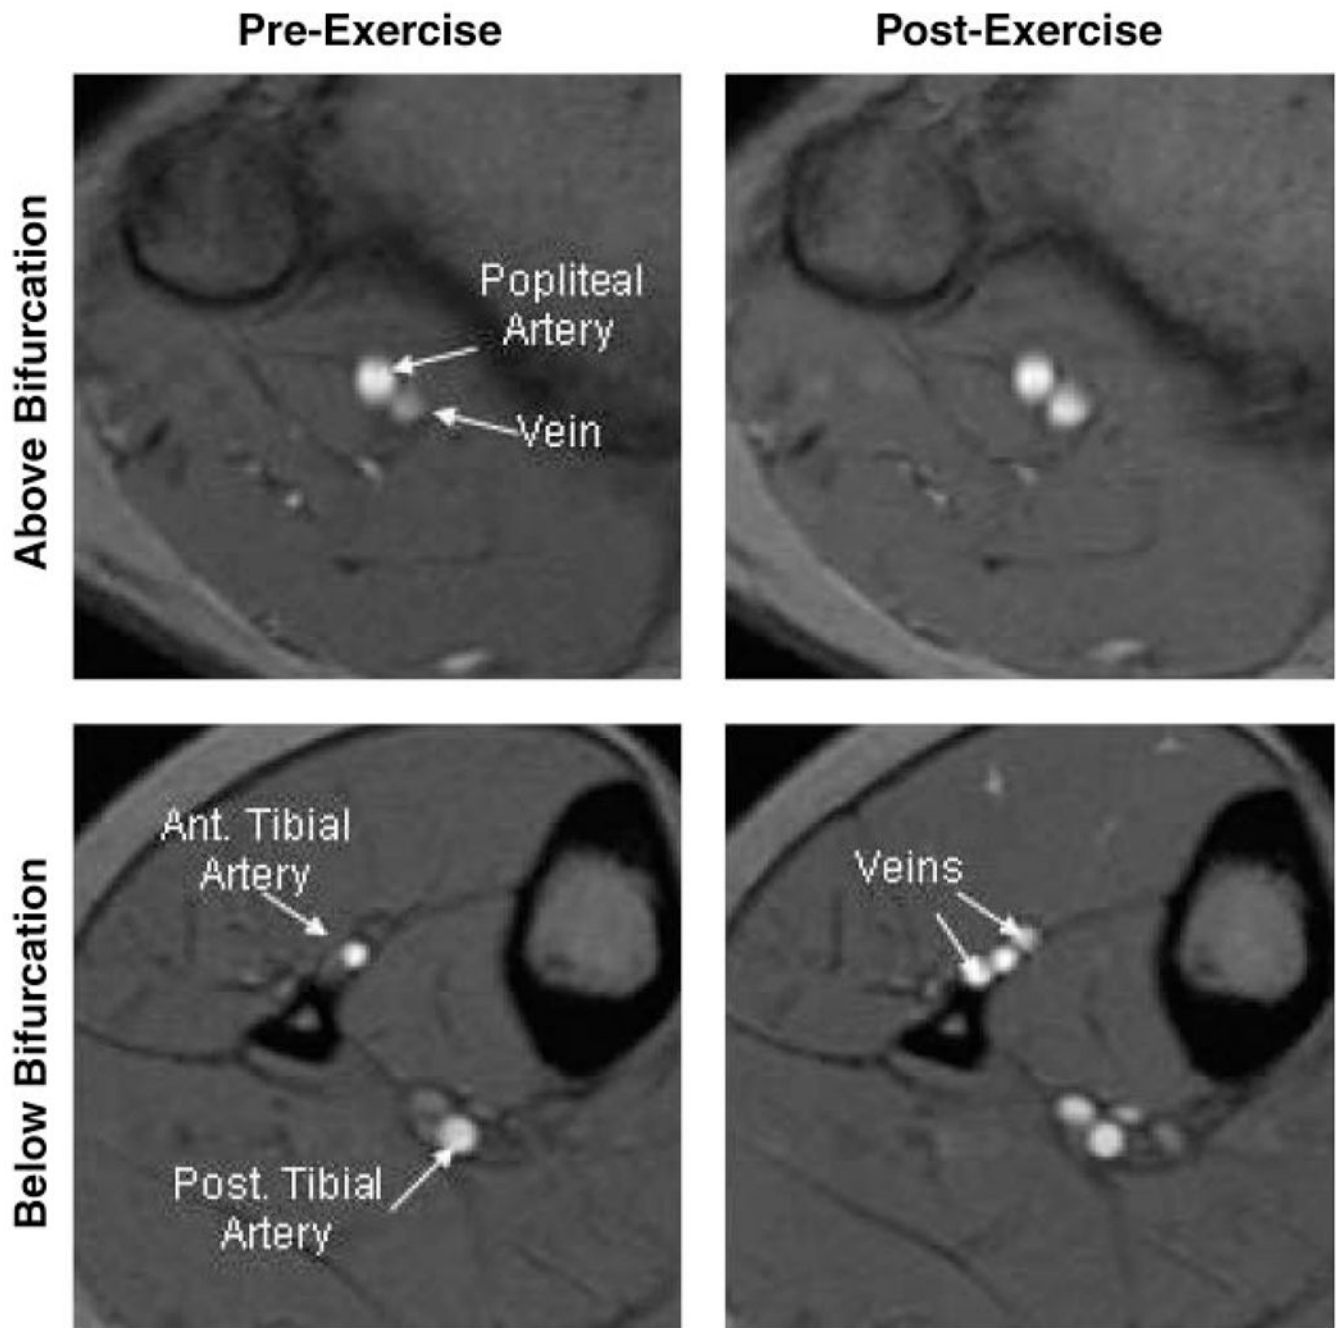 Pre-Exercise
Post-Exercise
Above Bifurcation
Popliteal
Artery
Vein
Below Bifurcation
Ant. Tibial
Artery
Post. Tibial
Artery
Veins